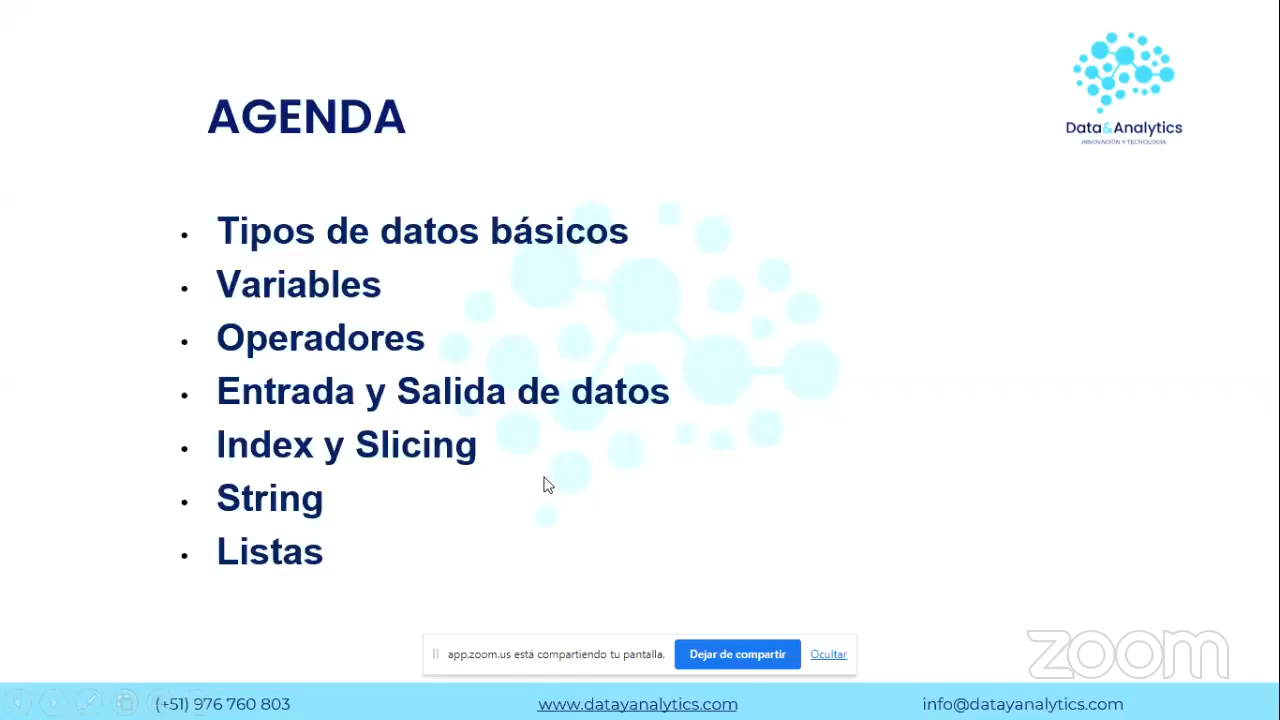 AGENDA
Data&Analytics
INNOVACIÓN Y TECNOLOGÍA
Tipos de datos básicos
Variables
Operadores
Entrada y Salida de datos
Index y Slicing
String
Listas
app.zoom.us está compartiendo tu pantalla.
Dejar de compartir
Ocultar
zoom
(+51) 976 760 803
www.datayanalytics.com
info@datayanalytics.com